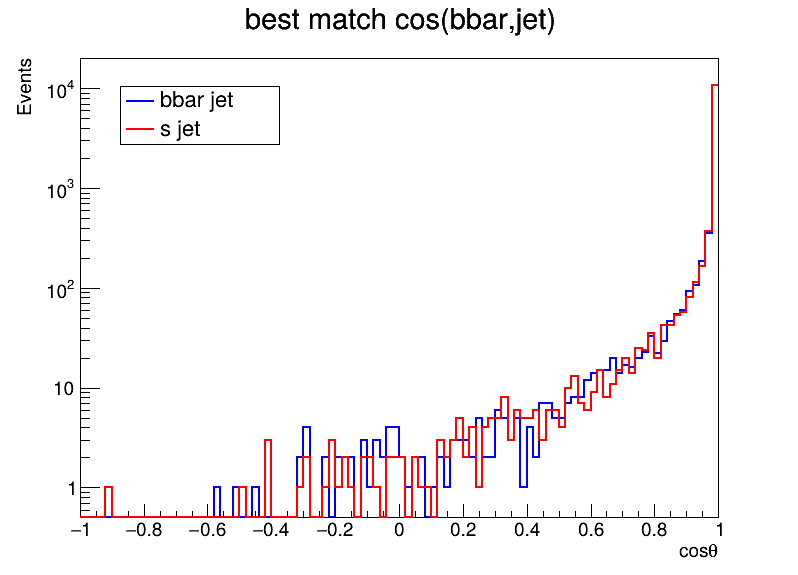 best match cos(bbar,jet)
Events
bbar jet
s jet
10⁴
10³
10²
10
1
−1 −0.8 −0.6 −0.4 −0.2 0 0.2 0.4 0.6 0.8 1
cosθ